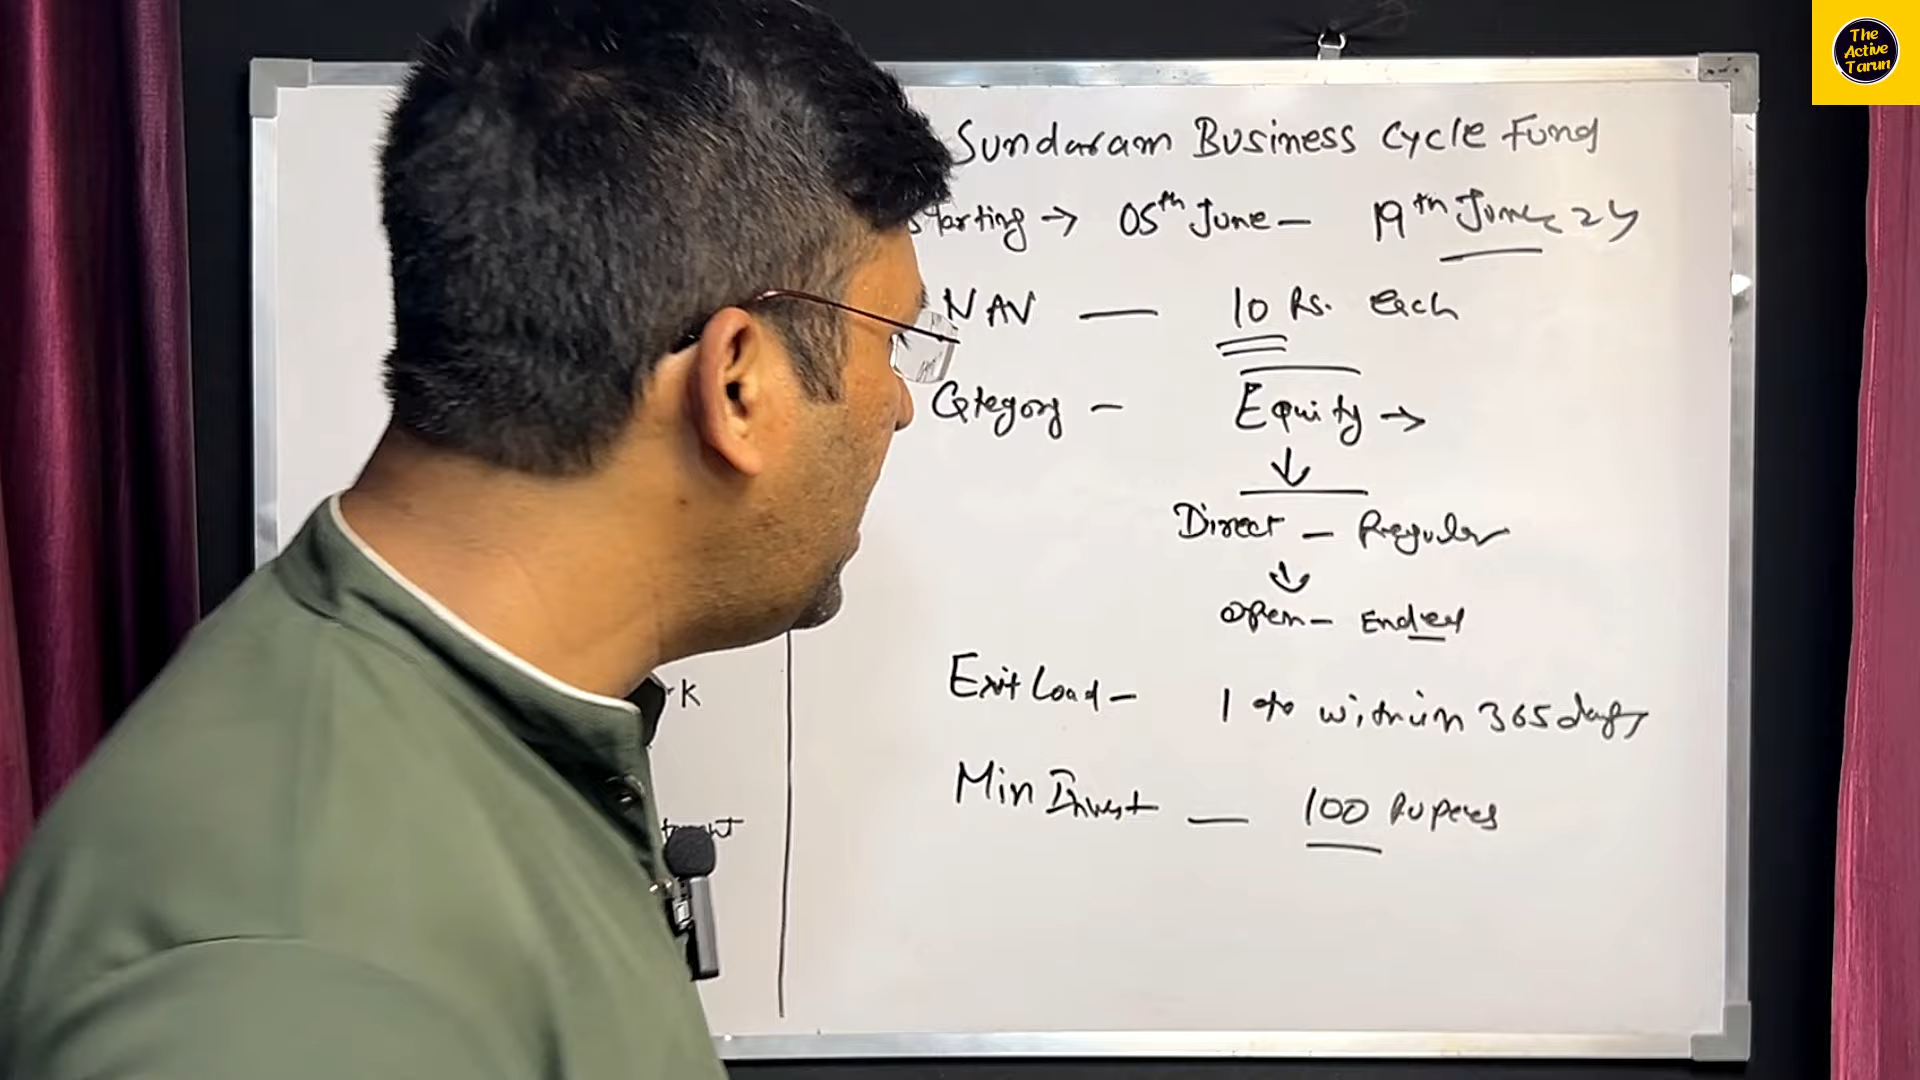 The
Active
Tarun
Sundaram Business Cycle Fund
Starting → 05th June – 19th June 24
NAV — 10 Rs. each
Category – Equity →
↓
Direct – Regular
↓
Open – Ended
Exit Load – 1 % within 365 days
K
Min Invest — 100 Rupees